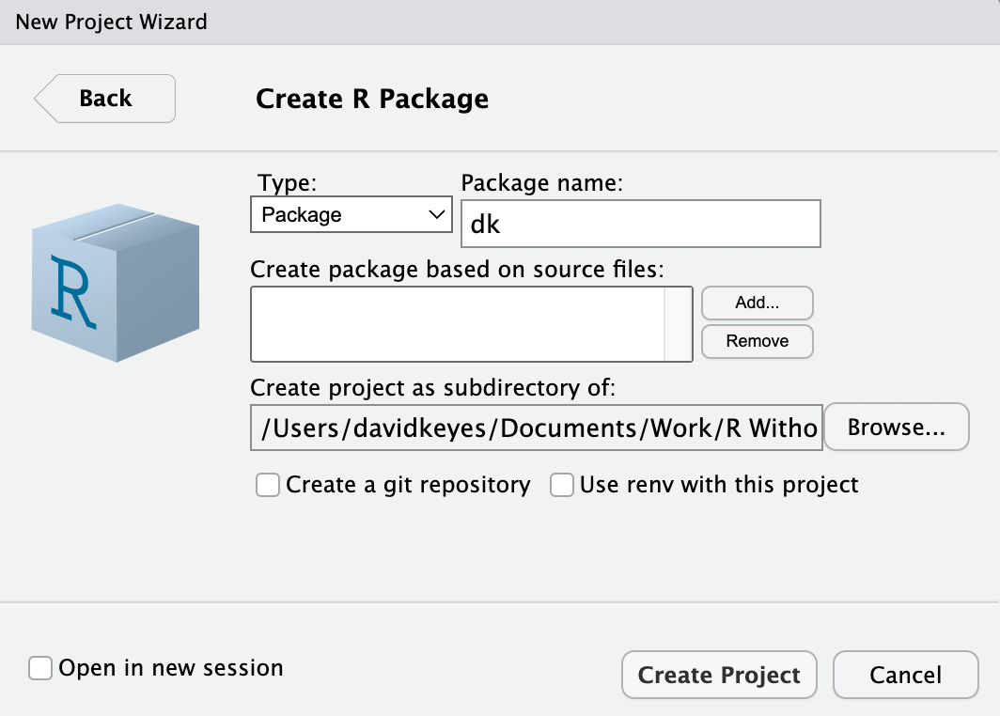 New Project Wizard
Back
Create R Package
Type:
Package name:
Package
dk
R
Create package based on source files:
Add...
Remove
Create project as subdirectory of:
/Users/davidkeyes/Documents/Work/R Witho
Browse...
Create a git repository
Use renv with this project
Open in new session
Create Project
Cancel